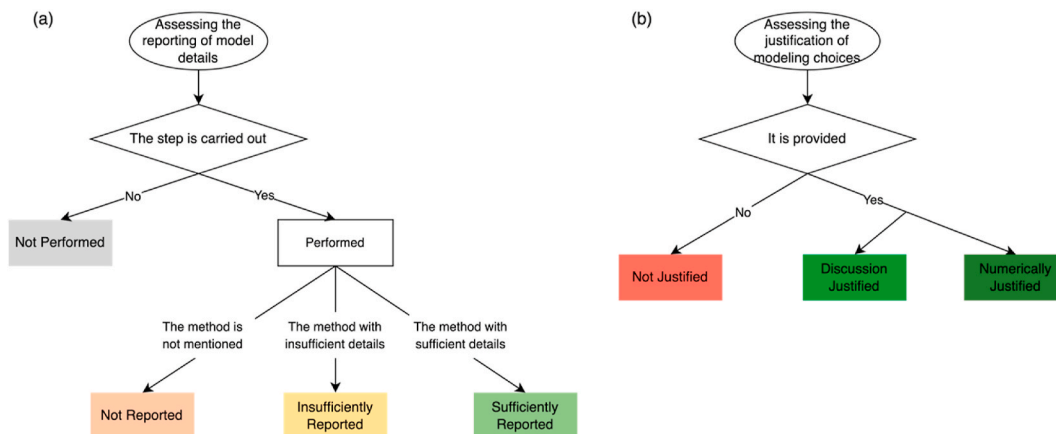 (a)
Assessing the
reporting of model
details
The step is carried out
No
Yes
Not Performed
Performed
The method is
not mentioned
The method with
insufficient details
The method with
sufficient details
Not Reported
Insufficiently
Reported
Sufficiently
Reported
(b)
Assessing the
justification of
modeling choices
It is provided
No
Yes
Not Justified
Discussion
Justified
Numerically
Justified